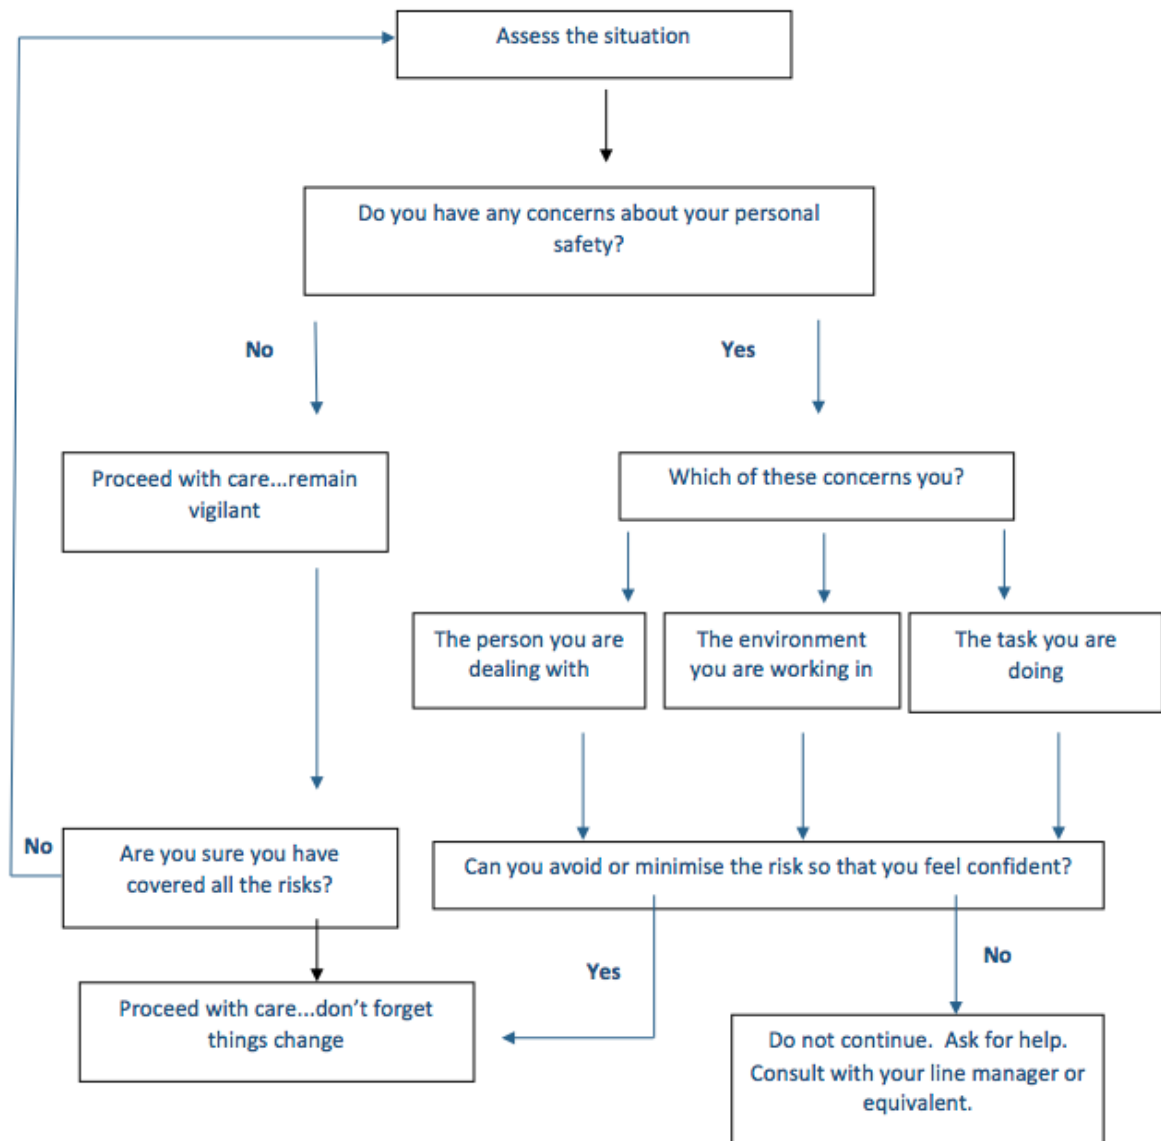 Assess the situation
Do you have any concerns about your personal
safety?
No
Yes
Proceed with care...remain
vigilant
Which of these concerns you?
The person you are
dealing with
The environment
you are working in
The task you are
doing
No
Are you sure you have
covered all the risks?
Can you avoid or minimise the risk so that you feel confident?
Yes
No
Proceed with care...don’t forget
things change
Do not continue.  Ask for help.
Consult with your line manager or
equivalent.